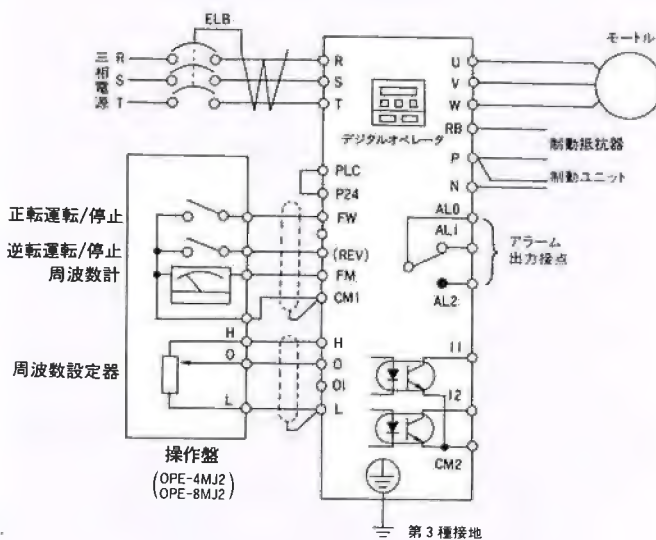 ELB
モートル
三相電源
R
S
T
R
S
T
U
V
W
RB
P
N
デジタルオペレータ
制動抵抗器
制動ユニット
PLC
P24
正転運転/停止
FW
逆転運転/停止
(REV)
周波数計
FM
CM1
AL0
AL1
AL2
アラーム
出力接点
H
O
L
H
O
OI
L
周波数設定器
11
12
CM2
操作盤
(OPE-4MJ2
OPE-8MJ2)
第3種接地